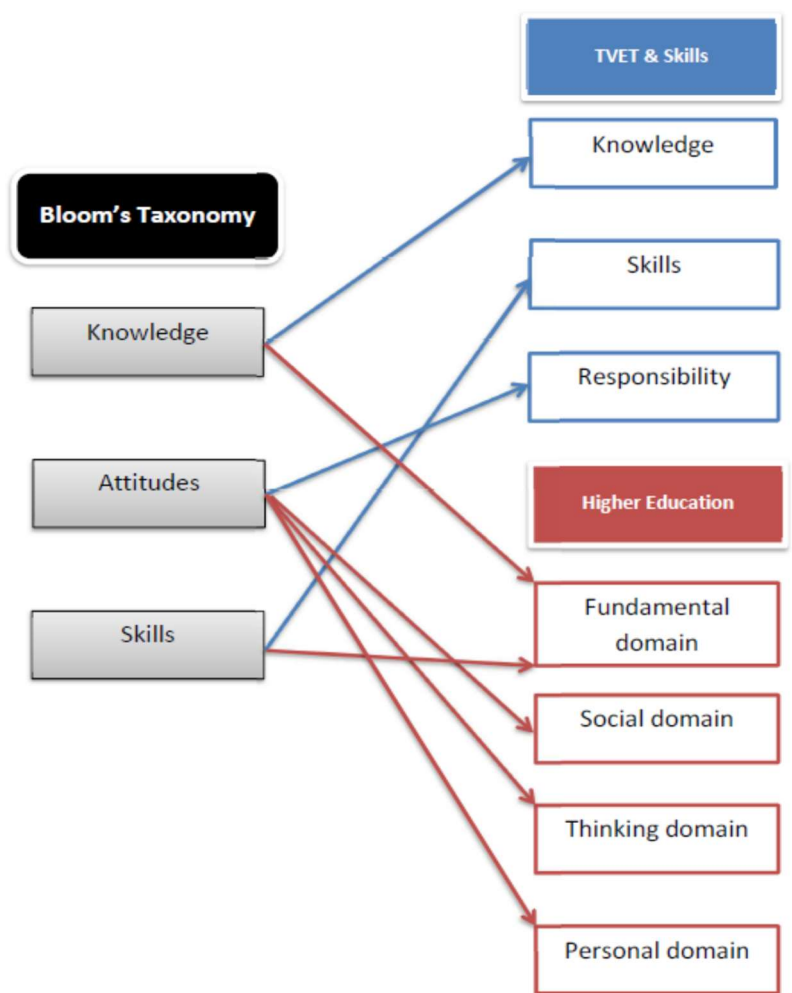 Bloom's Taxonomy
Knowledge
Attitudes
Skills
TVET & Skills
Knowledge
Skills
Responsibility
Higher Education
Fundamental
domain
Social domain
Thinking domain
Personal domain